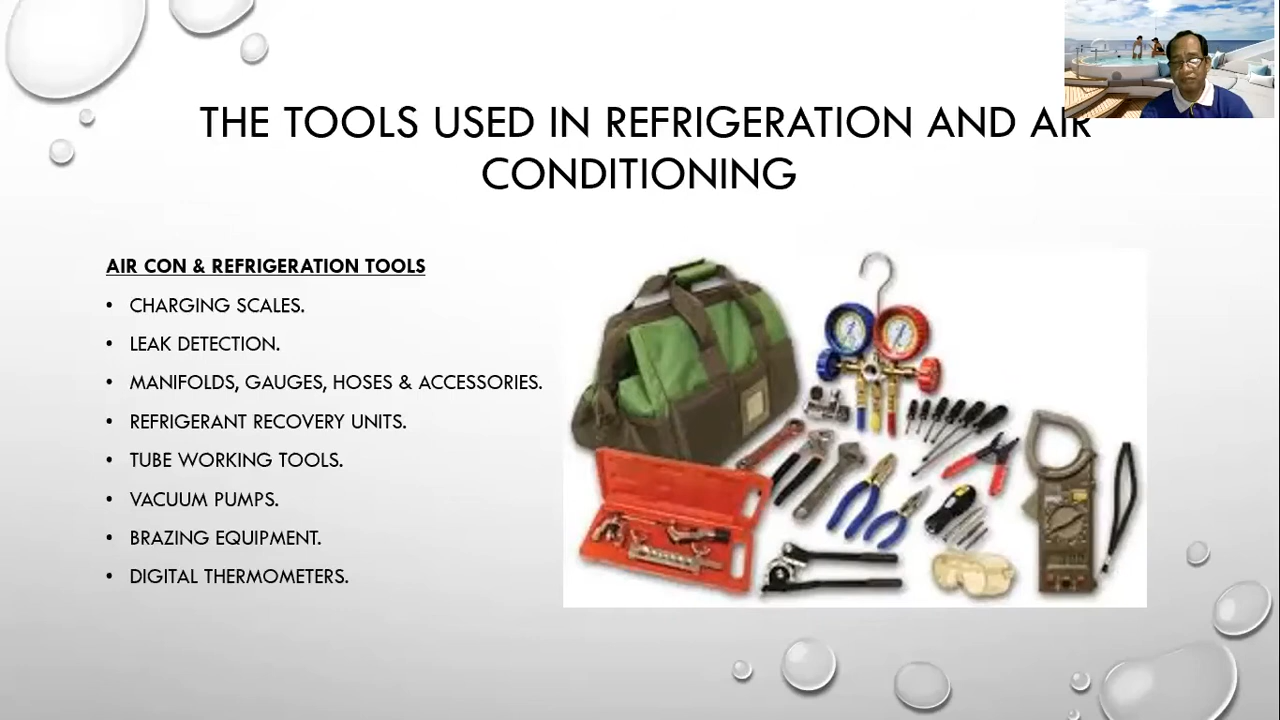 THE TOOLS USED IN REFRIGERATION AND AIR
CONDITIONING
AIR CON & REFRIGERATION TOOLS
• CHARGING SCALES.
• LEAK DETECTION.
• MANIFOLDS, GAUGES, HOSES & ACCESSORIES.
• REFRIGERANT RECOVERY UNITS.
• TUBE WORKING TOOLS.
• VACUUM PUMPS.
• BRAZING EQUIPMENT.
• DIGITAL THERMOMETERS.